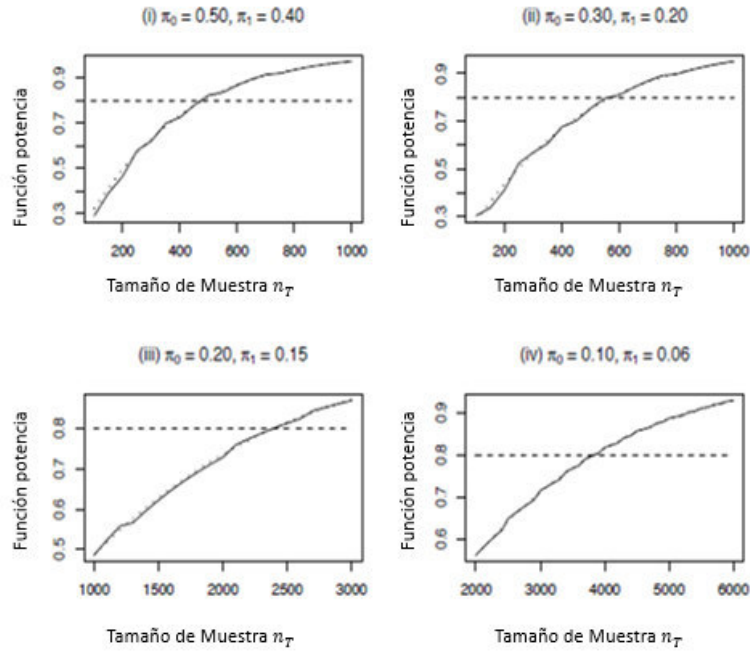 (i) π₀ = 0.50, π₁ = 0.40
Función potencia
0.3 0.5 0.7 0.9
200 400 600 800 1000
Tamaño de Muestra n_T
(ii) π₀ = 0.30, π₁ = 0.20
Función potencia
0.3 0.5 0.7 0.9
200 400 600 800 1000
Tamaño de Muestra n_T
(iii) π₀ = 0.20, π₁ = 0.15
Función potencia
0.5 0.6 0.7 0.8
1000 1500 2000 2500 3000
Tamaño de Muestra n_T
(iv) π₀ = 0.10, π₁ = 0.06
Función potencia
0.6 0.7 0.8 0.9
2000 3000 4000 5000 6000
Tamaño de Muestra n_T